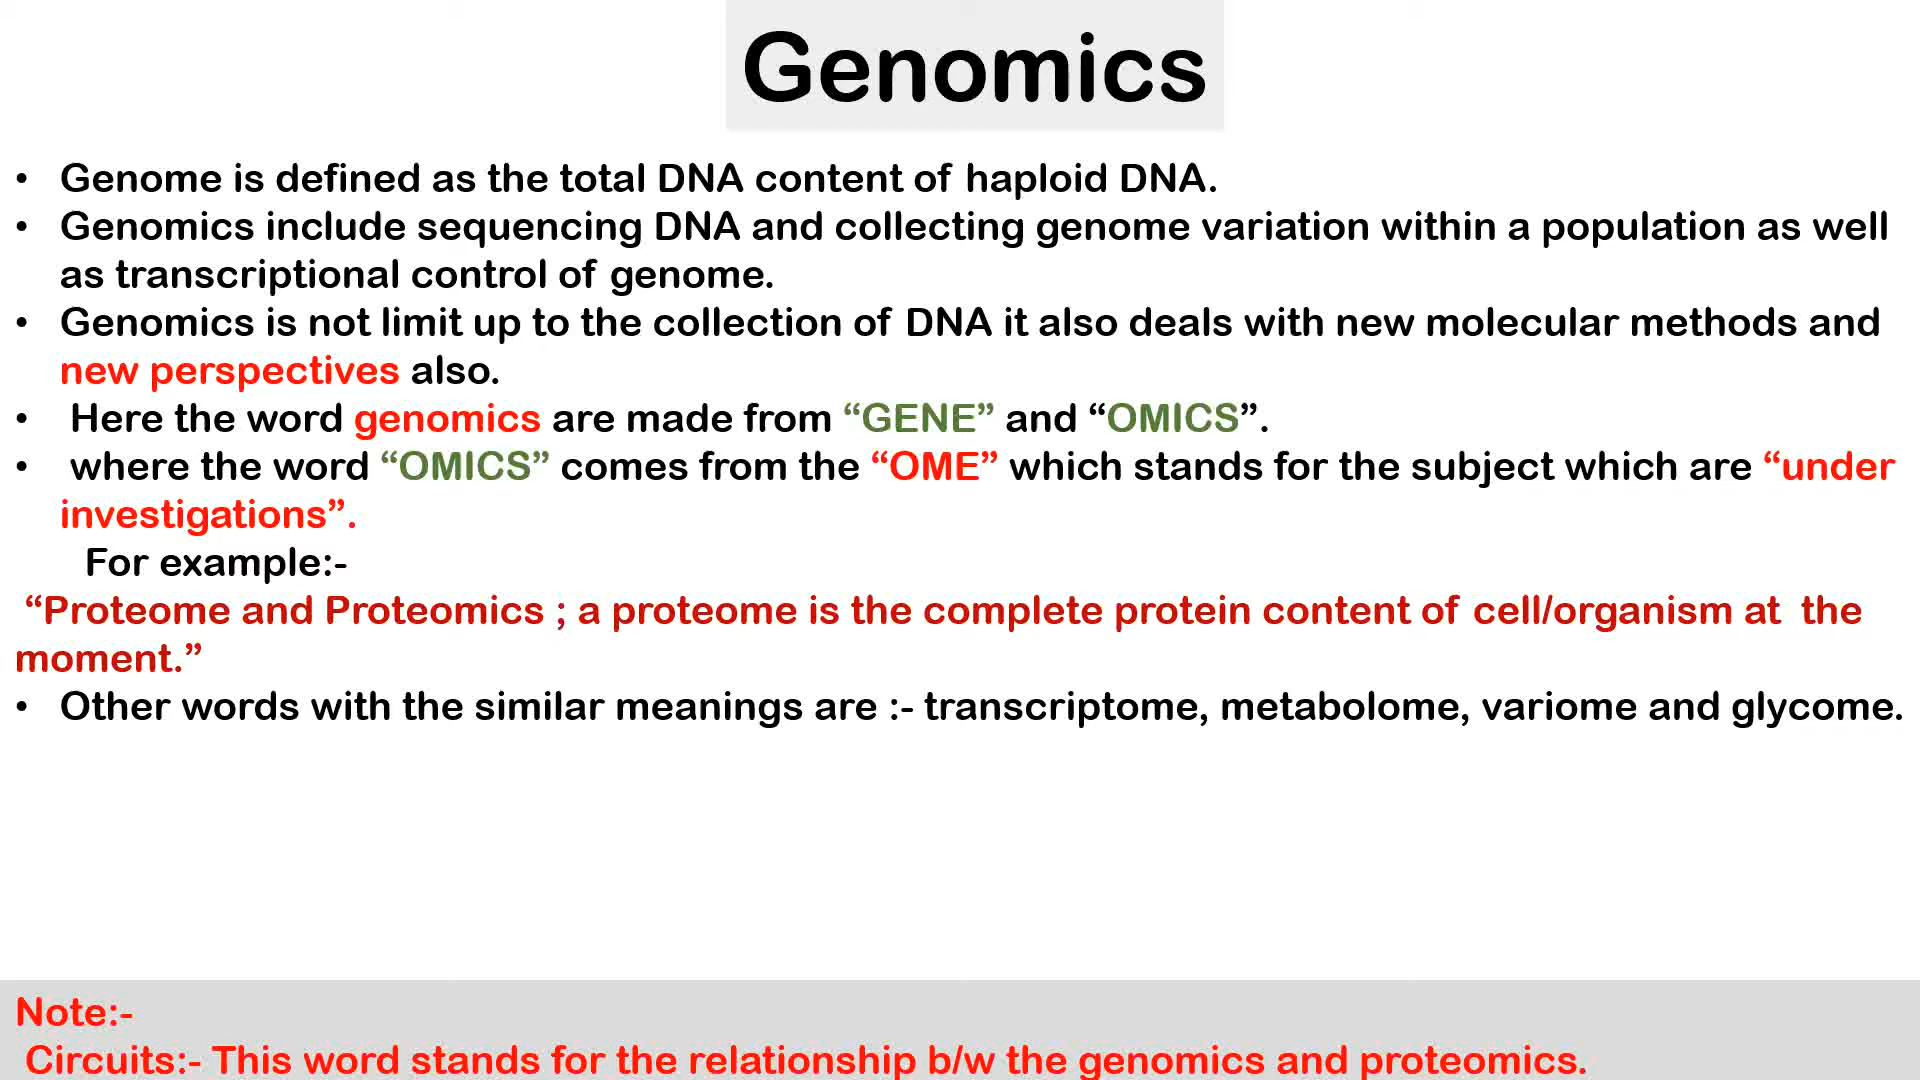 Genomics
• Genome is defined as the total DNA content of haploid DNA.
• Genomics include sequencing DNA and collecting genome variation within a population as well
as transcriptional control of genome.
• Genomics is not limit up to the collection of DNA it also deals with new molecular methods and
new perspectives also.
• Here the word genomics are made from “GENE” and “OMICS”.
• where the word “OMICS” comes from the “OME” which stands for the subject which are “under
investigations”.
For example:-
“Proteome and Proteomics ; a proteome is the complete protein content of cell/organism at the
moment.”
• Other words with the similar meanings are :- transcriptome, metabolome, variome and glycome.
Note:-
Circuits:- This word stands for the relationship b/w the genomics and proteomics.